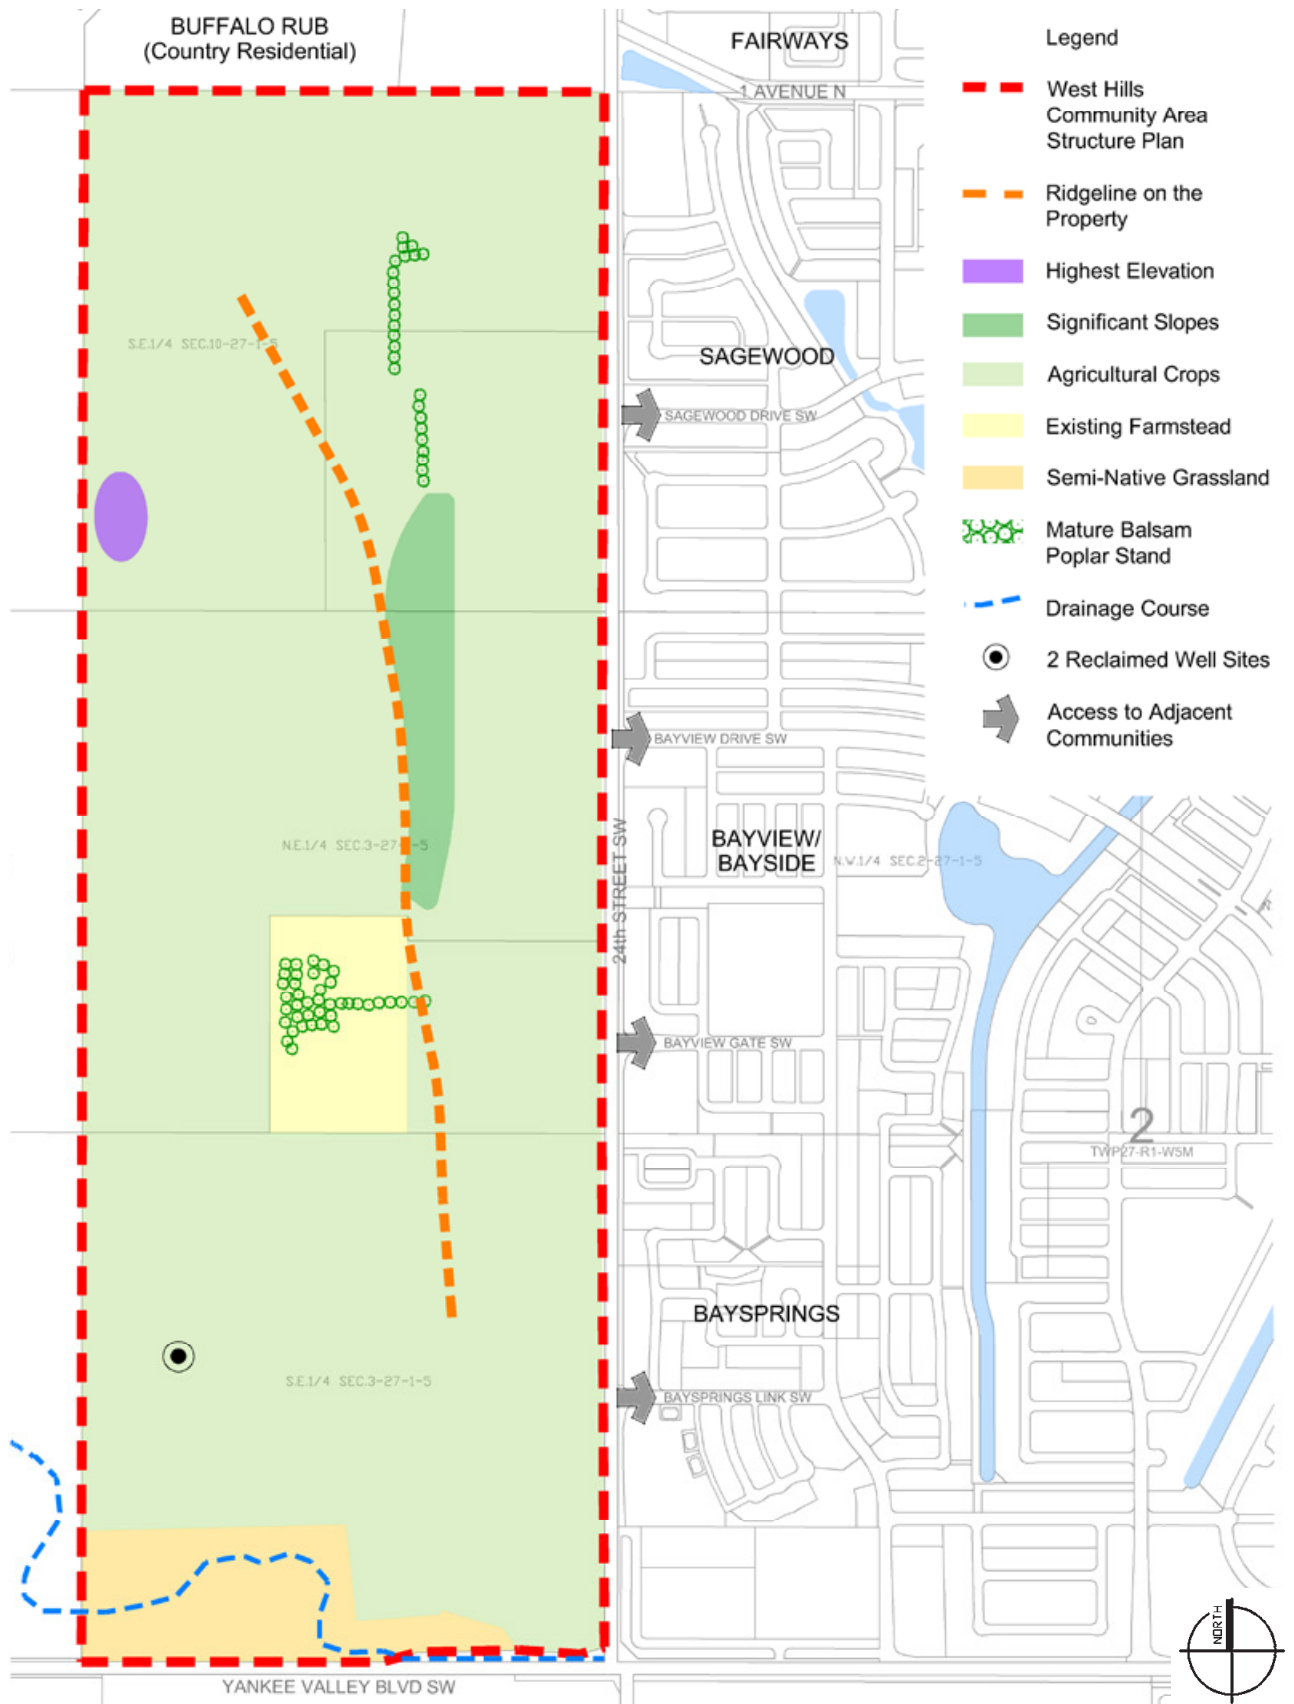 BUFFALO RUB
(Country Residential)
FAIRWAYS
1 AVENUE N
S.E.1/4 SEC.10-27-1-5
SAGEWOOD
SAGEWOOD DRIVE SW
BAYVIEW DRIVE SW
N.E.1/4 SEC.3-27-1-5
24th STREET SW
BAYVIEW/
BAYSIDE
N.W.1/4 SEC.2-27-1-5
BAYVIEW GATE SW
2
TWP27-R1-W5M
BAYSPRINGS
S.E.1/4 SEC.3-27-1-5
BAYSPRINGS LINK SW
YANKEE VALLEY BLVD SW
Legend
West Hills
Community Area
Structure Plan
Ridgeline on the
Property
Highest Elevation
Significant Slopes
Agricultural Crops
Existing Farmstead
Semi-Native Grassland
Mature Balsam
Poplar Stand
Drainage Course
2 Reclaimed Well Sites
Access to Adjacent
Communities
NORTH